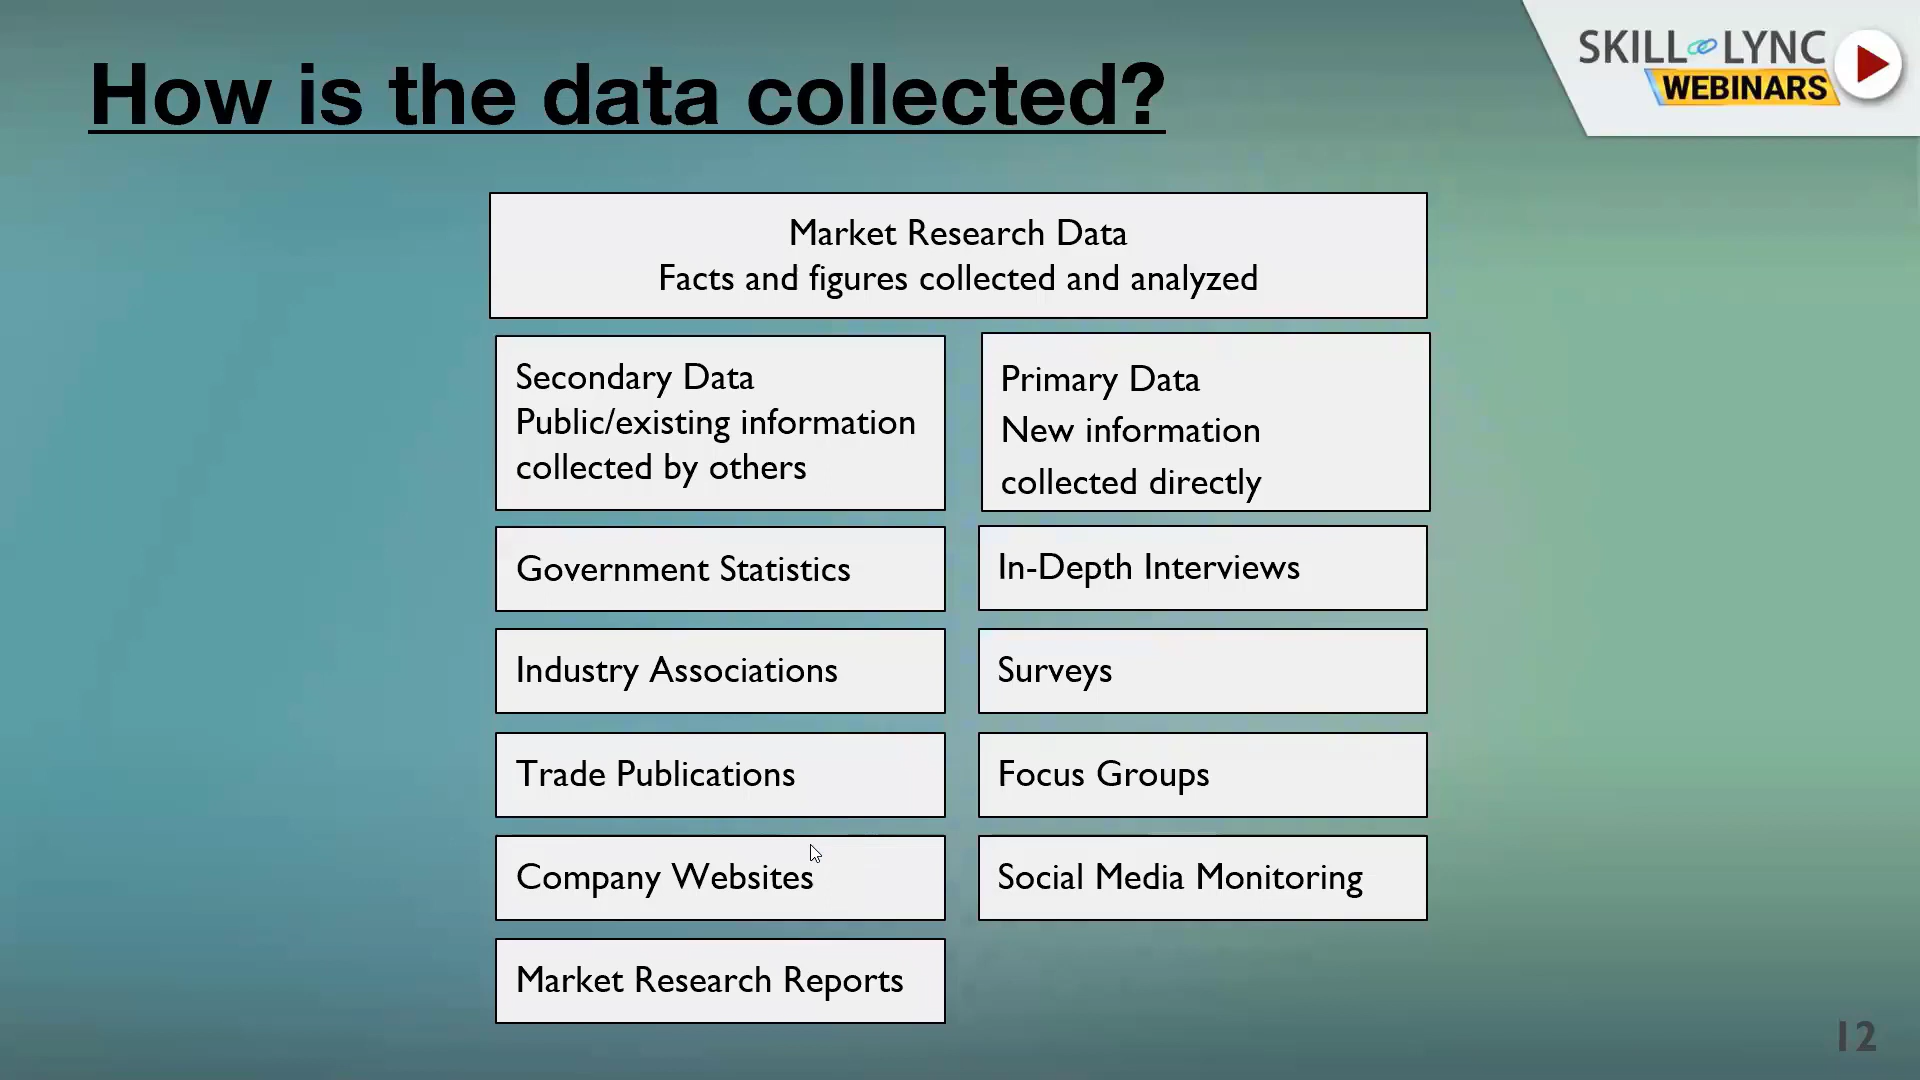 How is the data collected?
SKILL LYNC
WEBINARS
Market Research Data
Facts and figures collected and analyzed
Secondary Data
Public/existing information
collected by others
Primary Data
New information
collected directly
Government Statistics
In-Depth Interviews
Industry Associations
Surveys
Trade Publications
Focus Groups
Company Websites
Social Media Monitoring
Market Research Reports
12